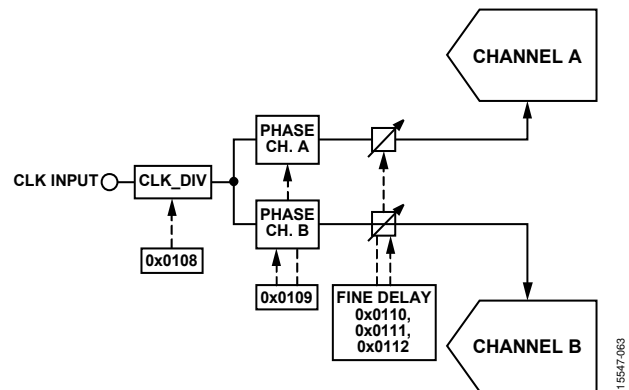 CHANNEL A
PHASE
CH. A
CLK INPUT
CLK_DIV
PHASE
CH. B
0x0108
0x0109
FINE DELAY
0x0110,
0x0111,
0x0112
CHANNEL B
15547-063